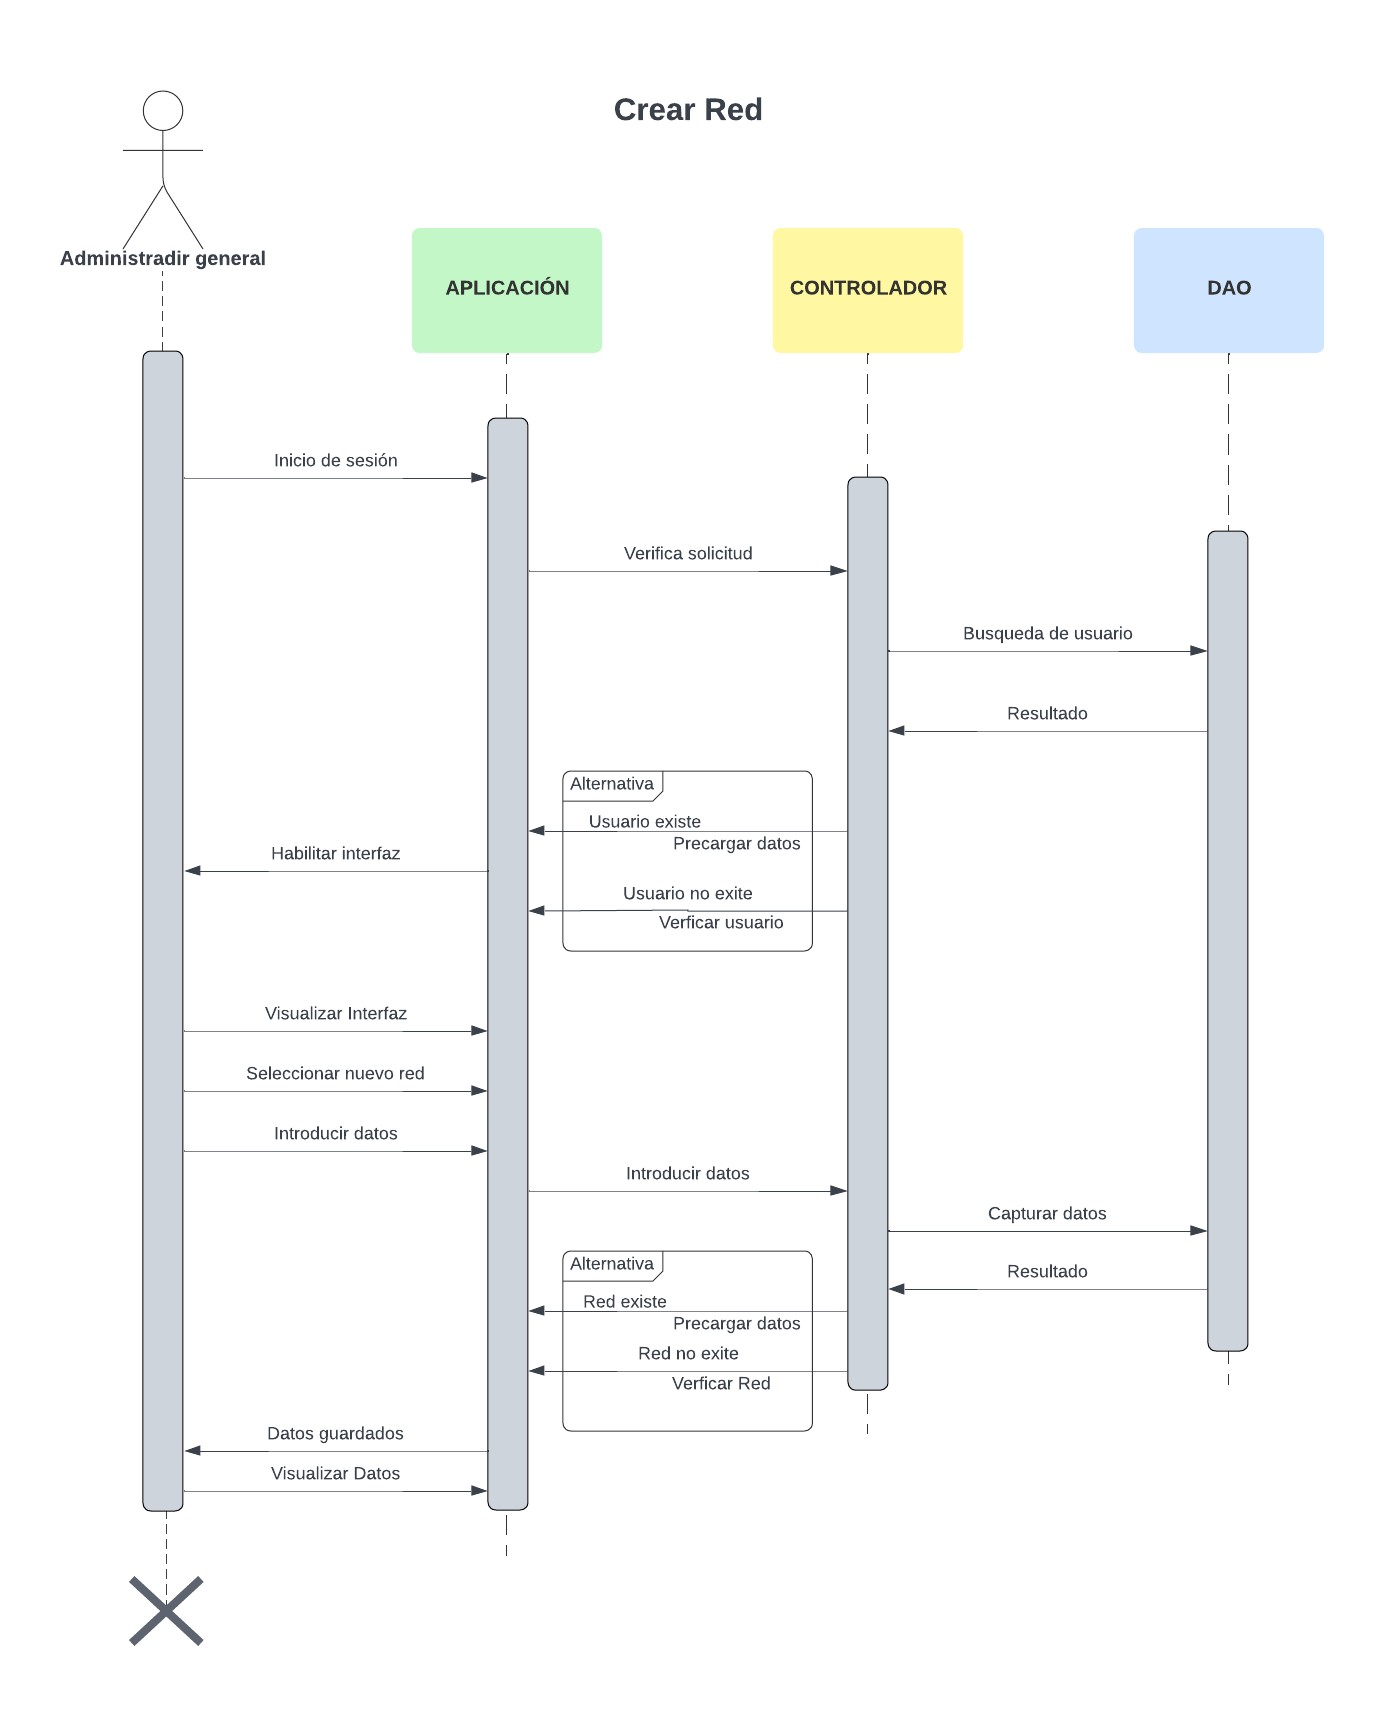 Crear Red
Administradir general
APLICACIÓN
CONTROLADOR
DAO
Inicio de sesión
Verifica solicitud
Busqueda de usuario
Resultado
Alternativa
Usuario existe
Precargar datos
Habilitar interfaz
Usuario no exite
Verficar usuario
Visualizar Interfaz
Seleccionar nuevo red
Introducir datos
Introducir datos
Capturar datos
Alternativa
Resultado
Red existe
Precargar datos
Red no exite
Verficar Red
Datos guardados
Visualizar Datos